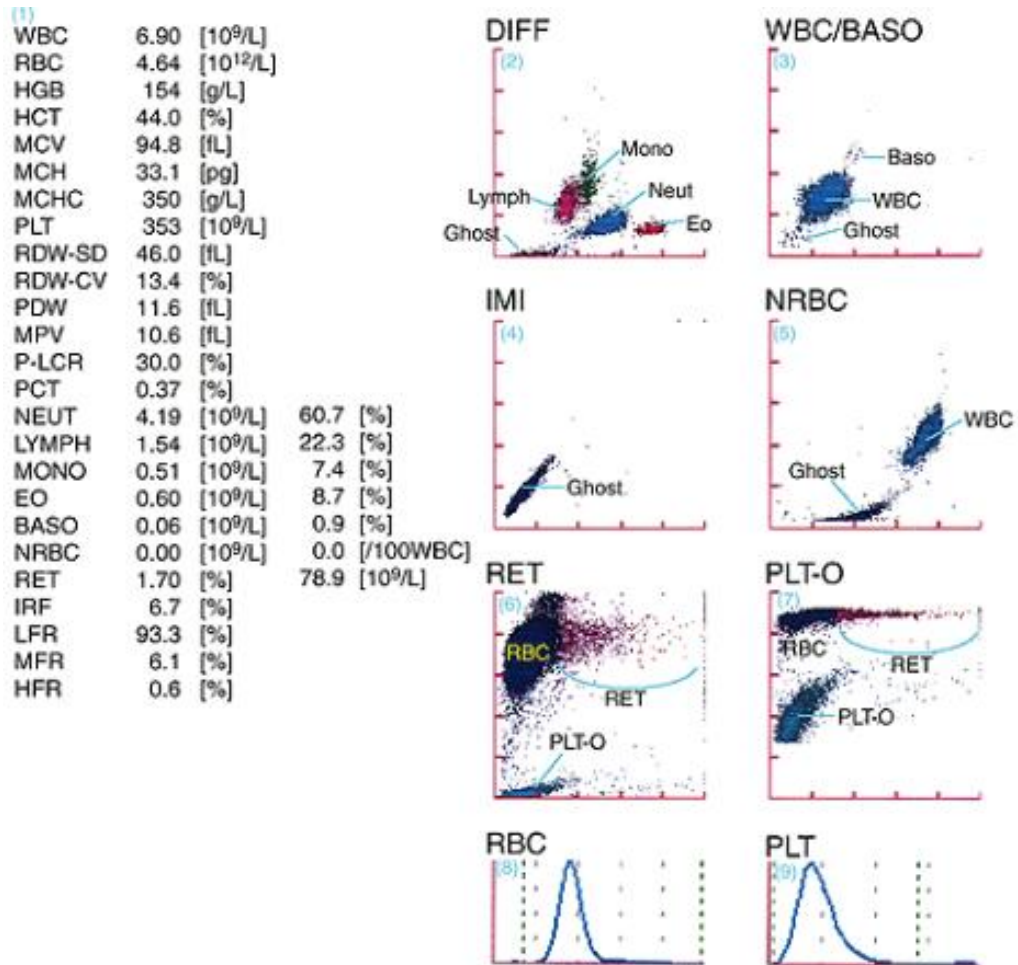 (1)
WBC 6.90 [10⁹/L]
RBC 4.64 [10¹²/L]
HGB 154 [g/L]
HCT 44.0 [%]
MCV 94.8 [fL]
MCH 33.1 [pg]
MCHC 350 [g/L]
PLT 353 [10⁹/L]
RDW-SD 46.0 [fL]
RDW-CV 13.4 [%]
PDW 11.6 [fL]
MPV 10.6 [fL]
P-LCR 30.0 [%]
PCT 0.37 [%]
NEUT 4.19 [10⁹/L] 60.7 [%]
LYMPH 1.54 [10⁹/L] 22.3 [%]
MONO 0.51 [10⁹/L] 7.4 [%]
EO 0.60 [10⁹/L] 8.7 [%]
BASO 0.06 [10⁹/L] 0.9 [%]
NRBC 0.00 [10⁹/L] 0.0 [/100WBC]
RET 1.70 [%] 78.9 [10⁹/L]
IRF 6.7 [%]
LFR 93.3 [%]
MFR 6.1 [%]
HFR 0.6 [%]
DIFF
(2)
Mono
Lymph
Neut
Eo
Ghost
WBC/BASO
(3)
Baso
WBC
Ghost
IMI
(4)
Ghost
NRBC
(5)
WBC
Ghost
RET
(6)
RBC
RET
PLT-O
PLT-O
(7)
RBC
RET
PLT-O
RBC
(8)
PLT
(9)